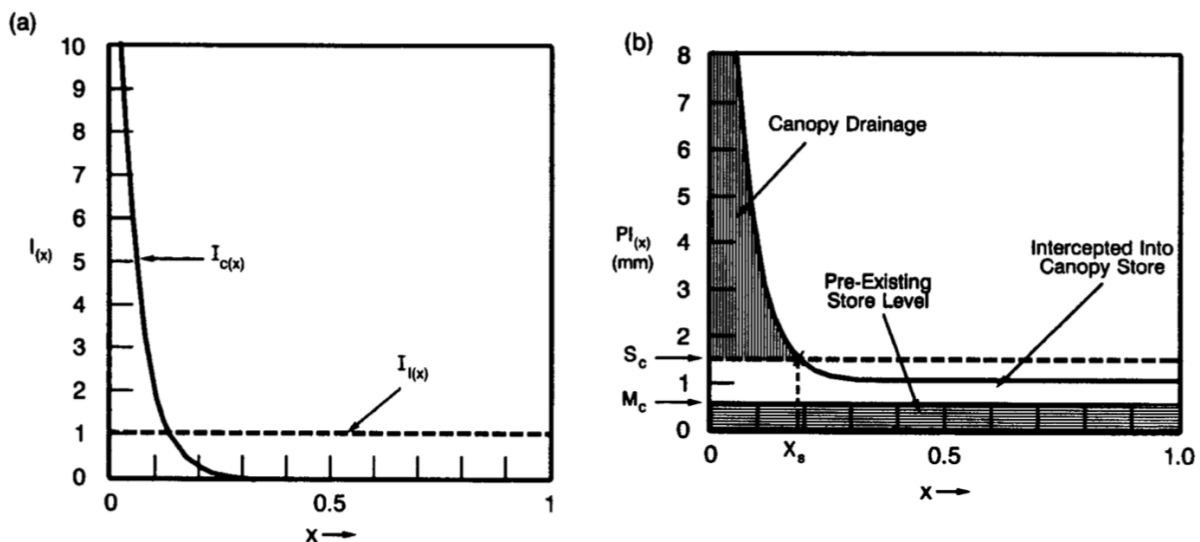 (a)
10
9
8
7
6
5
4
3
2
1
0
I(x)
Ic(x)
Il(x)
0
0.5
1
x →
(b)
8
7
6
5
4
3
2
1
0
PI(x)
(mm)
Sc
Mc
Canopy Drainage
Intercepted Into
Canopy Store
Pre-Existing
Store Level
0
Xs
0.5
1.0
x →